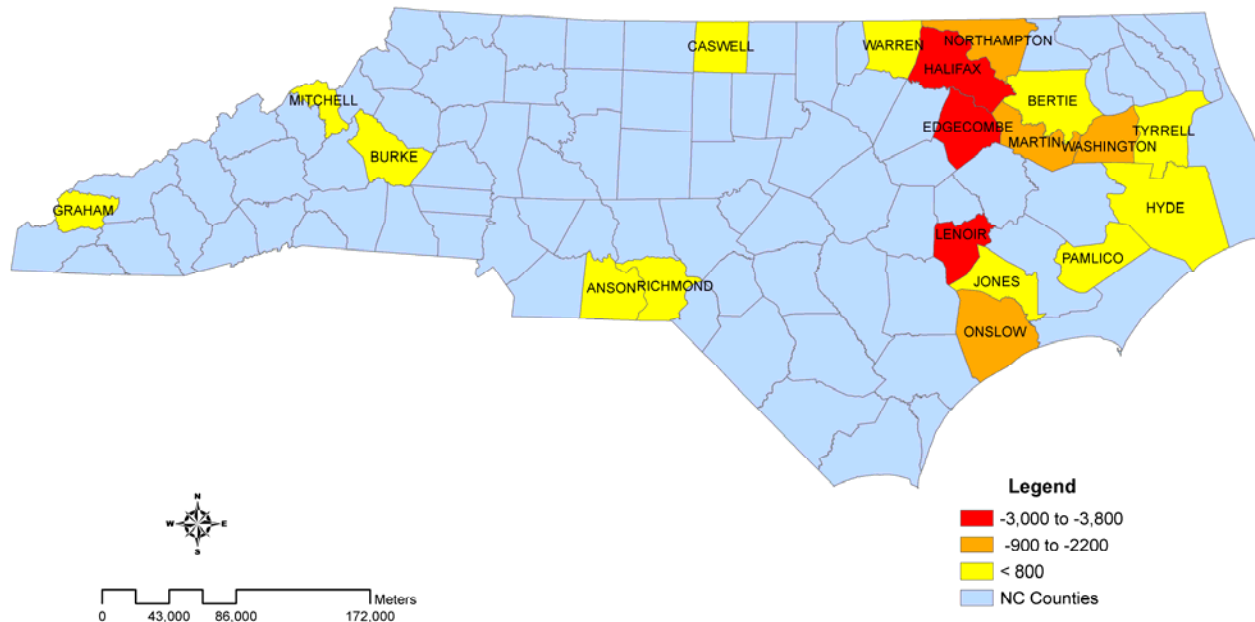 CASWELL
WARREN
NORTHAMPTON
HALIFAX
MITCHELL
BERTIE
EDGECOMBE
TYRRELL
MARTIN
WASHINGTON
BURKE
GRAHAM
HYDE
LENOIR
PAMLICO
JONES
ANSON
RICHMOND
ONSLOW
Legend
-3,000 to -3,800
-900 to -2200
< 800
NC Counties
N
W
E
S
Meters
0
43,000
86,000
172,000